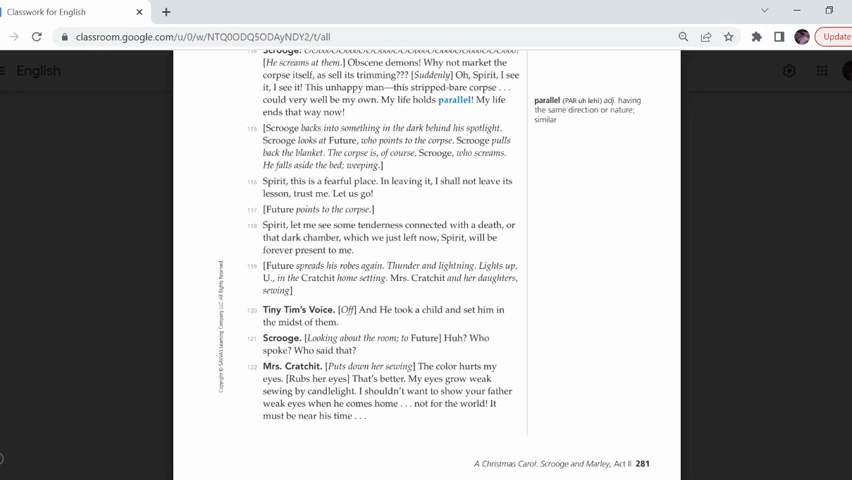 Classwork for English
classroom.google.com/u/0/w/NTQ0ODQ5ODAyNDY2/t/all
Update
English
[He screams at them.] Obscene demons! Why not market the
corpse itself, as sell its trimming??? [Suddenly] Oh, Spirit, I see
it, I see it! This unhappy man—this stripped-bare corpse . . .
could very well be my own. My life holds parallel! My life
ends that way now!
parallel (PAR uh lehl) adj. having
the same direction or nature;
similar
115 [Scrooge backs into something in the dark behind his spotlight.
Scrooge looks at Future, who points to the corpse. Scrooge pulls
back the blanket. The corpse is, of course, Scrooge, who screams.
He falls aside the bed; weeping.]
116 Spirit, this is a fearful place. In leaving it, I shall not leave its
lesson, trust me. Let us go!
117 [Future points to the corpse.]
118 Spirit, let me see some tenderness connected with a death, or
that dark chamber, which we just left now, Spirit, will be
forever present to me.
119 [Future spreads his robes again. Thunder and lightning. Lights up,
U., in the Cratchit home setting. Mrs. Cratchit and her daughters,
sewing]
120 Tiny Tim's Voice. [Off] And He took a child and set him in
the midst of them.
121 Scrooge. [Looking about the room; to Future] Huh? Who
spoke? Who said that?
122 Mrs. Cratchit. [Puts down her sewing] The color hurts my
eyes. [Rubs her eyes] That's better. My eyes grow weak
sewing by candlelight. I shouldn't want to show your father
weak eyes when he comes home . . . not for the world! It
must be near his time . . .
Copyright © SAVVAS Learning Company LLC. All Rights Reserved.
A Christmas Carol: Scrooge and Marley, Act II 281